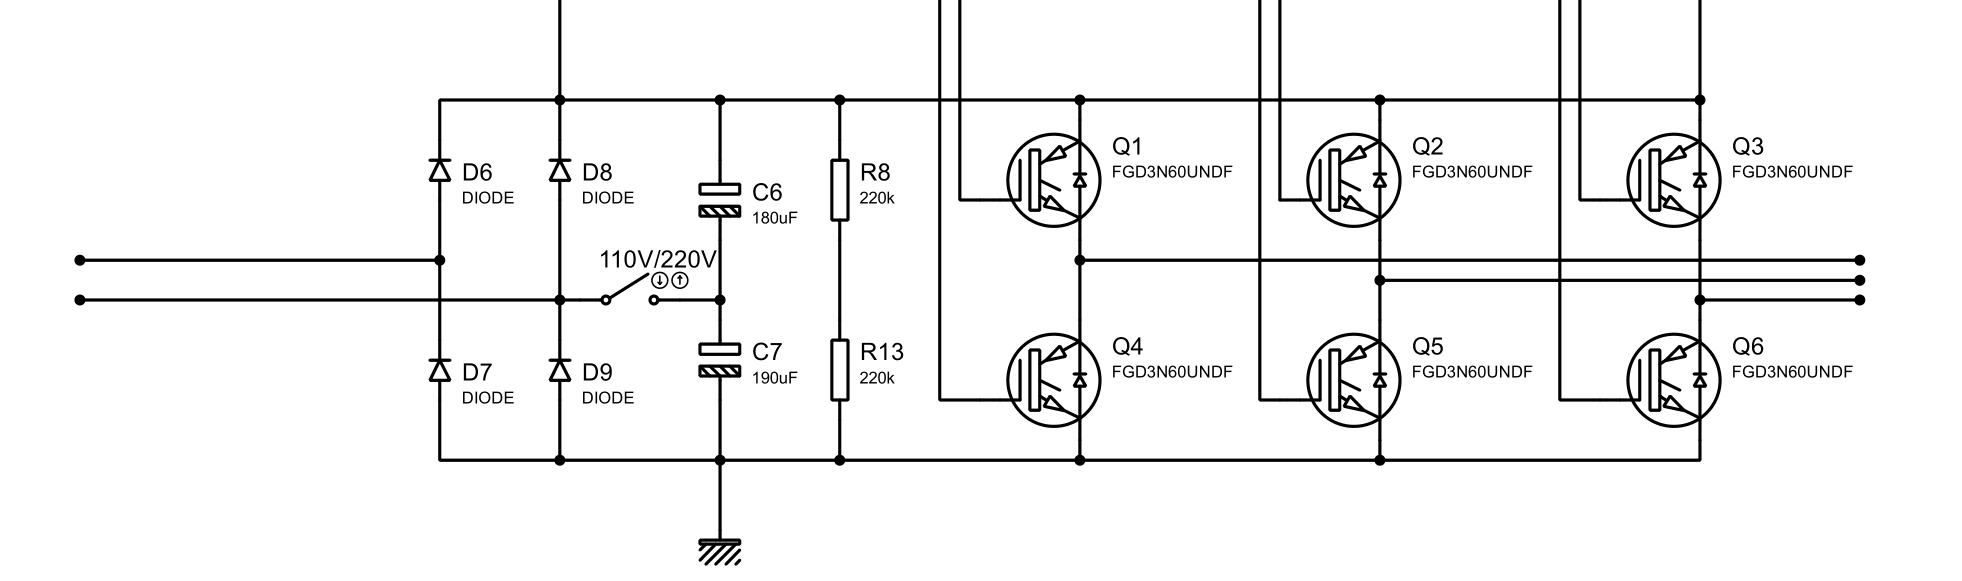 Q1
FGD3N60UNDF
Q2
FGD3N60UNDF
Q3
FGD3N60UNDF
D6
DIODE
D8
DIODE
C6
180uF
R8
220k
110V/220V
D7
DIODE
D9
DIODE
C7
190uF
R13
220k
Q4
FGD3N60UNDF
Q5
FGD3N60UNDF
Q6
FGD3N60UNDF